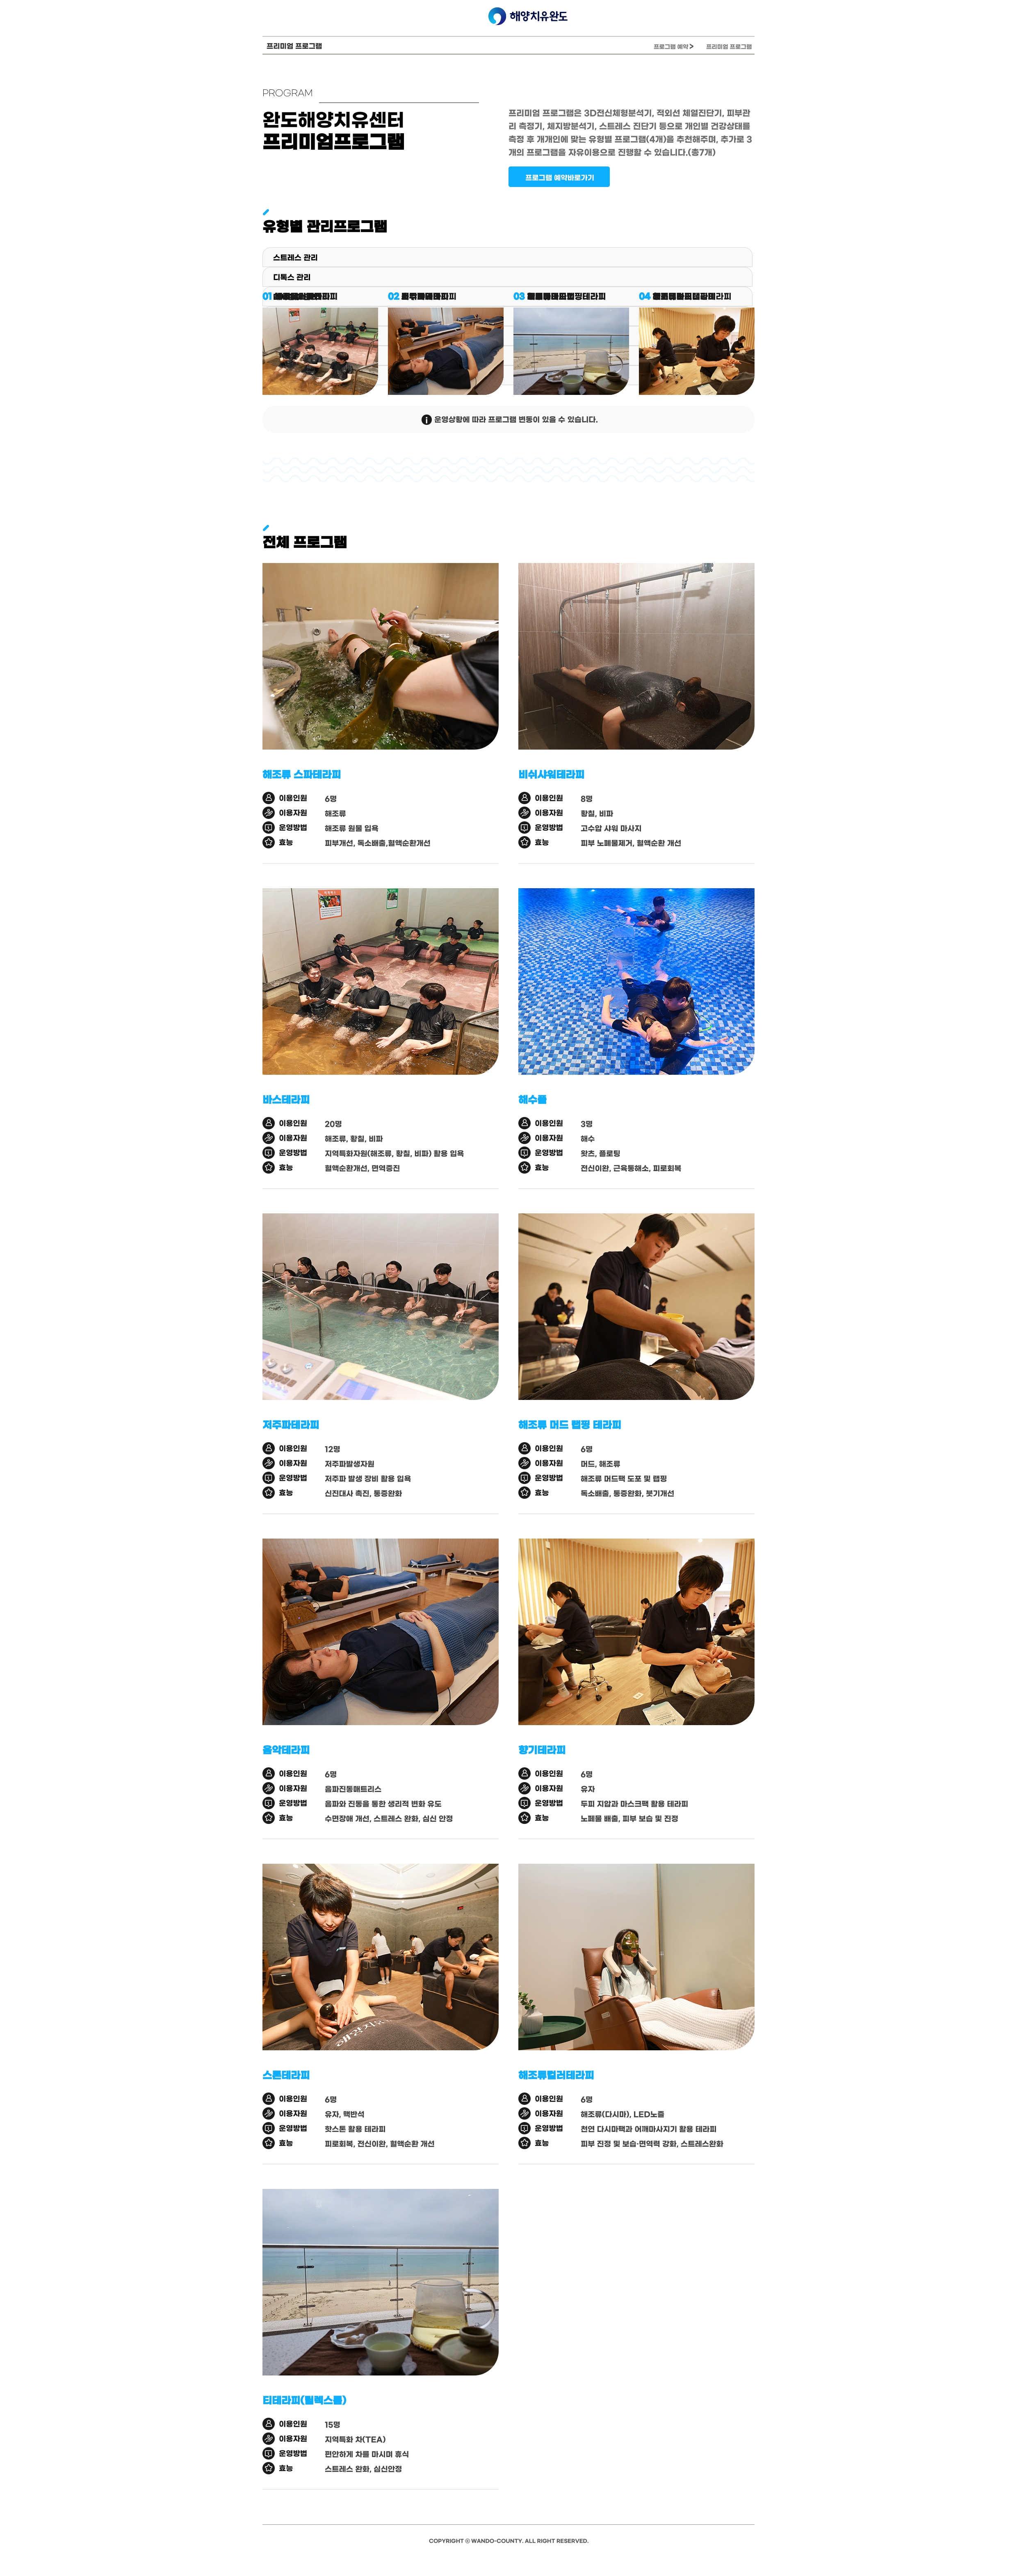 해양치유완도
프리미엄 프로그램
프로그램 예약 > 프리미엄 프로그램
PROGRAM
완도해양치유센터
프리미엄프로그램
프리미엄 프로그램은 3D전신체형분석기, 적외선 체열진단기, 피부관
리 측정기, 체지방분석기, 스트레스 진단기 등으로 개인별 건강상태를
측정 후 개개인에 맞는 유형별 프로그램(4개)을 추천해주며, 추가로 3
개의 프로그램을 자유이용으로 진행할 수 있습니다.(총7개)
프로그램 예약바로가기
유형별 관리프로그램
스트레스 관리
디톡스 관리
01
02
03
04
운영상황에 따라 프로그램 변동이 있을 수 있습니다.
전체 프로그램
해조류 스파테라피
이용인원 6명
이용자원 해조류
운영방법 해조류 원물 입욕
효능 피부개선, 독소배출,혈액순환개선
비쉬샤워테라피
이용인원 8명
이용자원 황칠, 비파
운영방법 고수압 샤워 마사지
효능 피부 노폐물제거, 혈액순환 개선
바스테라피
이용인원 20명
이용자원 해조류, 황칠, 비파
운영방법 지역특화자원(해조류, 황칠, 비파) 활용 입욕
효능 혈액순환개선, 면역증진
해수풀
이용인원 3명
이용자원 해수
운영방법 왓츠, 플로팅
효능 전신이완, 근육통해소, 피로회복
저주파테라피
이용인원 12명
이용자원 저주파발생자원
운영방법 저주파 발생 장비 활용 입욕
효능 신진대사 촉진, 통증완화
해조류 머드 랩핑 테라피
이용인원 6명
이용자원 머드, 해조류
운영방법 해조류 머드팩 도포 및 랩핑
효능 독소배출, 통증완화, 붓기개선
음악테라피
이용인원 6명
이용자원 음파진동매트리스
운영방법 음파와 진동을 통한 생리적 변화 유도
효능 수면장애 개선, 스트레스 완화, 심신 안정
향기테라피
이용인원 6명
이용자원 유자
운영방법 두피 지압과 마스크팩 활용 테라피
효능 노폐물 배출, 피부 보습 및 진정
스톤테라피
이용인원 6명
이용자원 유자, 맥반석
운영방법 핫스톤 활용 테라피
효능 피로회복, 전신이완, 혈액순환 개선
해조류컬러테라피
이용인원 6명
이용자원 해조류(다시마), LED노즐
운영방법 천연 다시마팩과 어깨마사지기 활용 테라피
효능 피부 진정 및 보습·면역력 강화, 스트레스완화
티테라피(릴렉스룸)
이용인원 15명
이용자원 지역특화 차(TEA)
운영방법 편안하게 차를 마시며 휴식
효능 스트레스 완화, 심신안정
COPYRIGHT ⓒ WANDO-COUNTY. ALL RIGHT RESERVED.